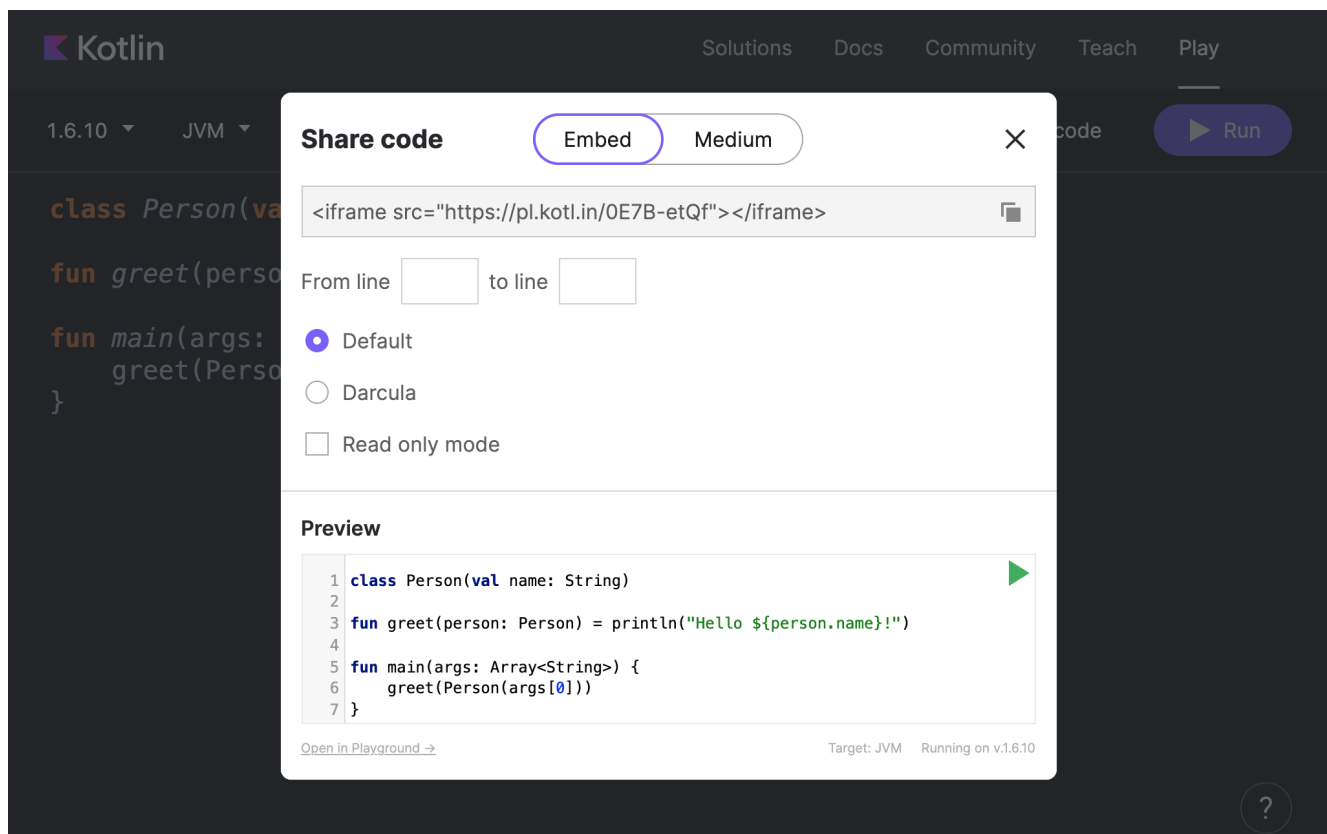 Kotlin
Solutions Docs Community Teach Play
1.6.10 JVM
code
Run
class Person(va
fun greet(perso
fun main(args:
    greet(Perso
}
Share code
Embed Medium
<iframe src="https://pl.kotl.in/0E7B-etQf"></iframe>
From line to line
Default
Darcula
Read only mode
Preview
1 class Person(val name: String)
2
3 fun greet(person: Person) = println("Hello ${person.name}!")
4
5 fun main(args: Array<String>) {
6     greet(Person(args[0]))
7 }
Open in Playground →
Target: JVM Running on v.1.6.10
?